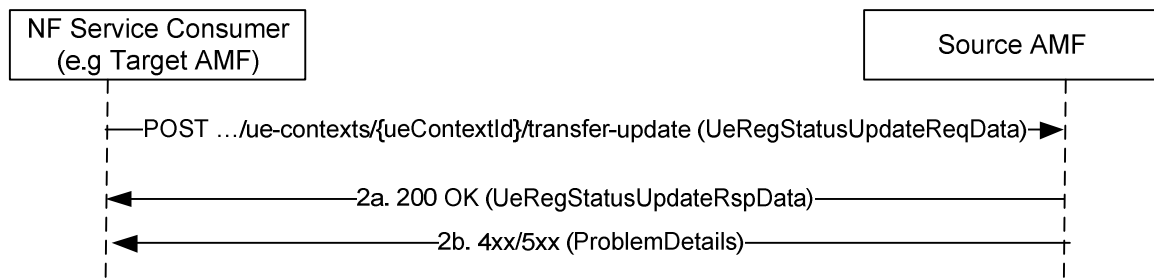 NF Service Consumer
(e.g Target AMF)
Source AMF
POST …/ue-contexts/{ueContextId}/transfer-update (UeRegStatusUpdateReqData)
2a. 200 OK (UeRegStatusUpdateRspData)
2b. 4xx/5xx (ProblemDetails)